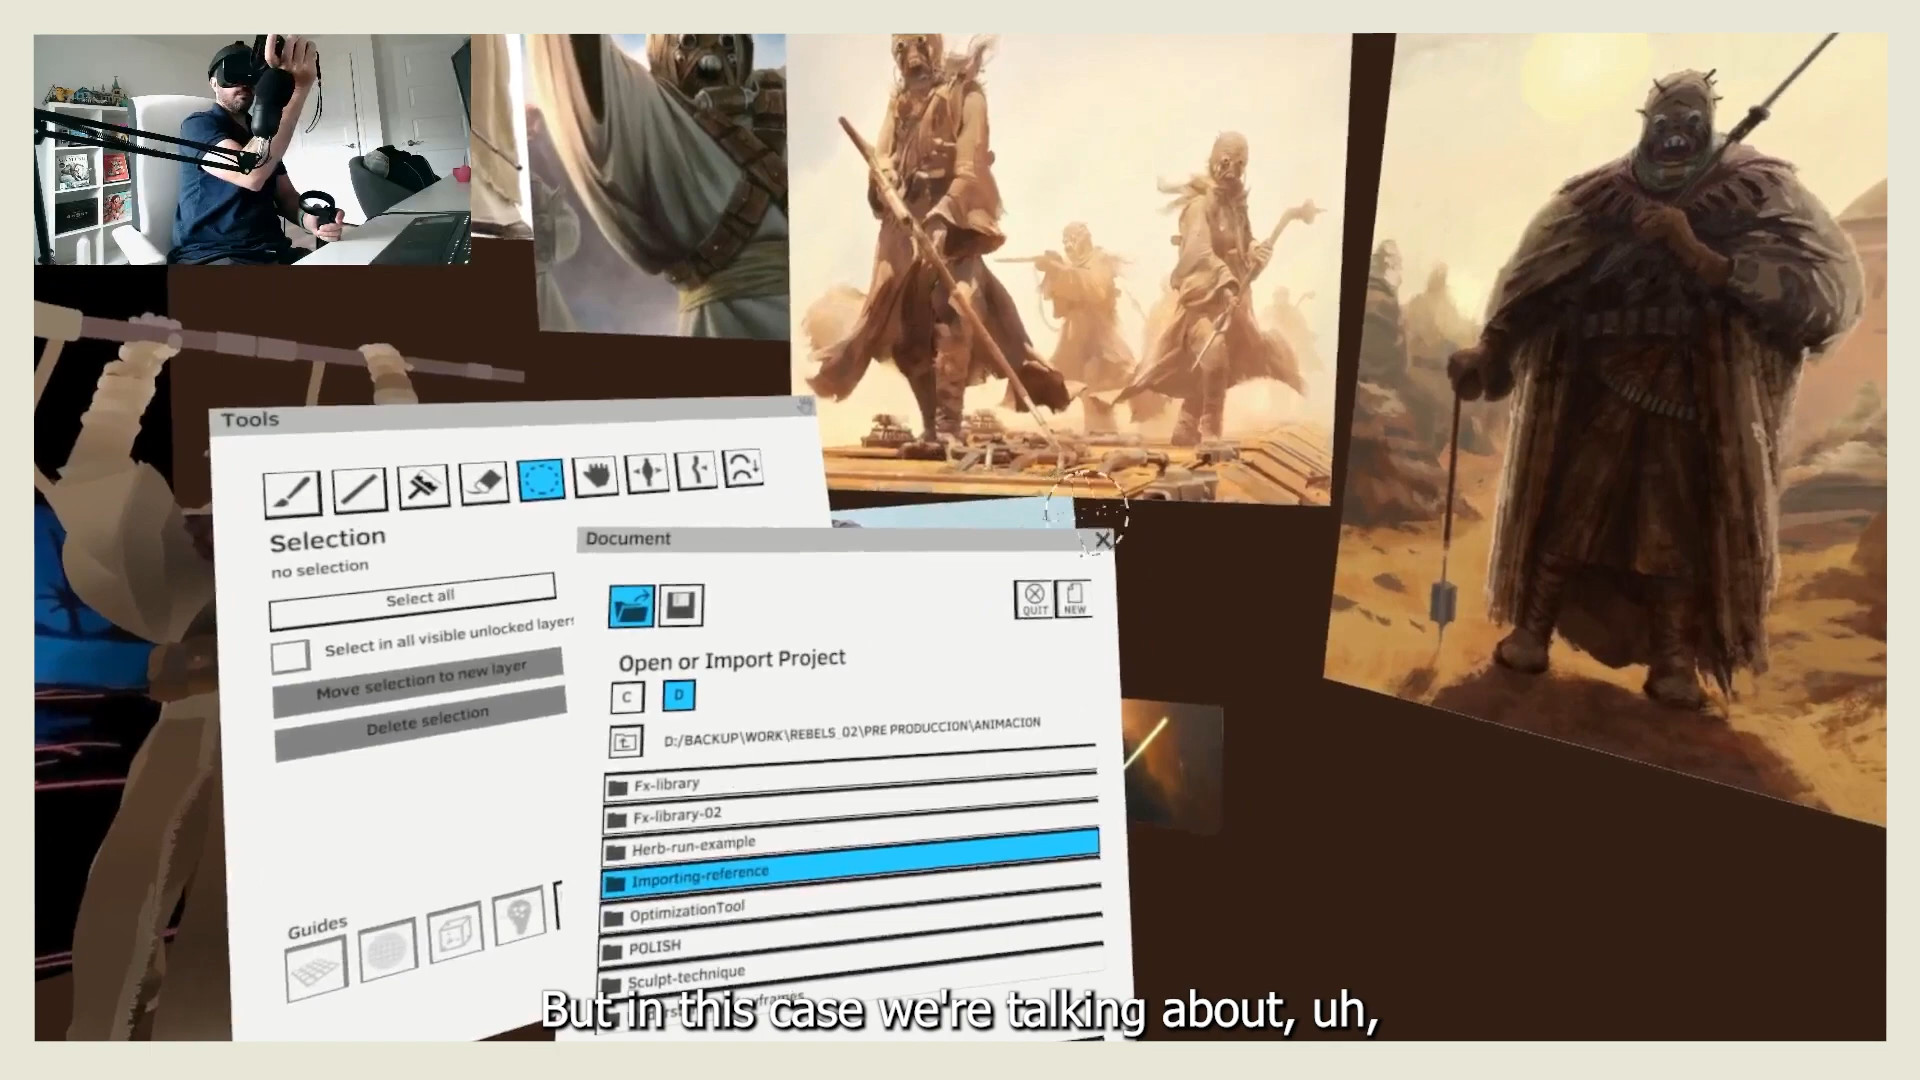 Tools
Selection
no selection
Select all
Select in all visible unlocked layers
Move selection to new layer
Delete selection
Guides
Document
QUIT
NEW
Open or Import Project
C
D
D:/BACKUP\WORK\REBELS_02\PRE PRODUCCION\ANIMACION
Fx-library
Fx-library-02
Herb-run-example
Importing-reference
OptimizationTool
POLISH
Sculpt-technique
But in this case we're talking about, uh,